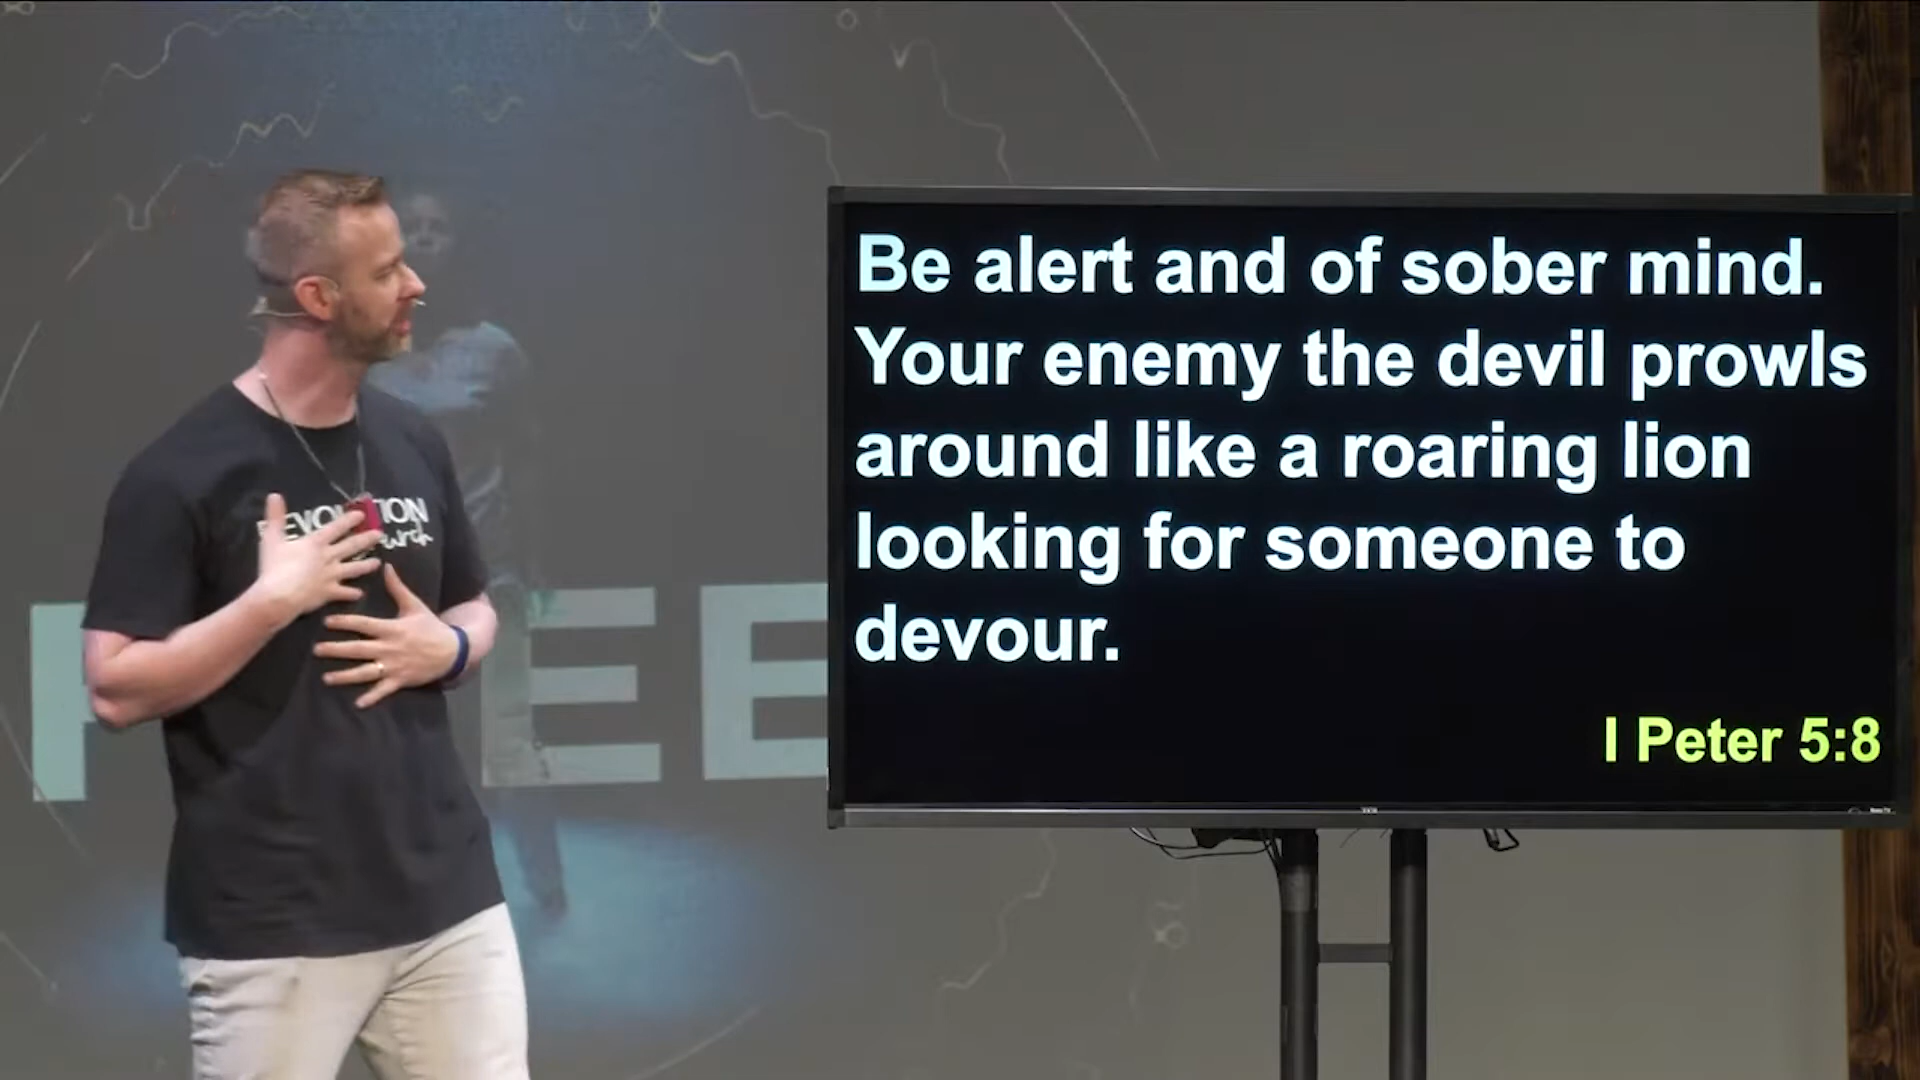 Be alert and of sober mind.
Your enemy the devil prowls
around like a roaring lion
looking for someone to
devour.
I Peter 5:8